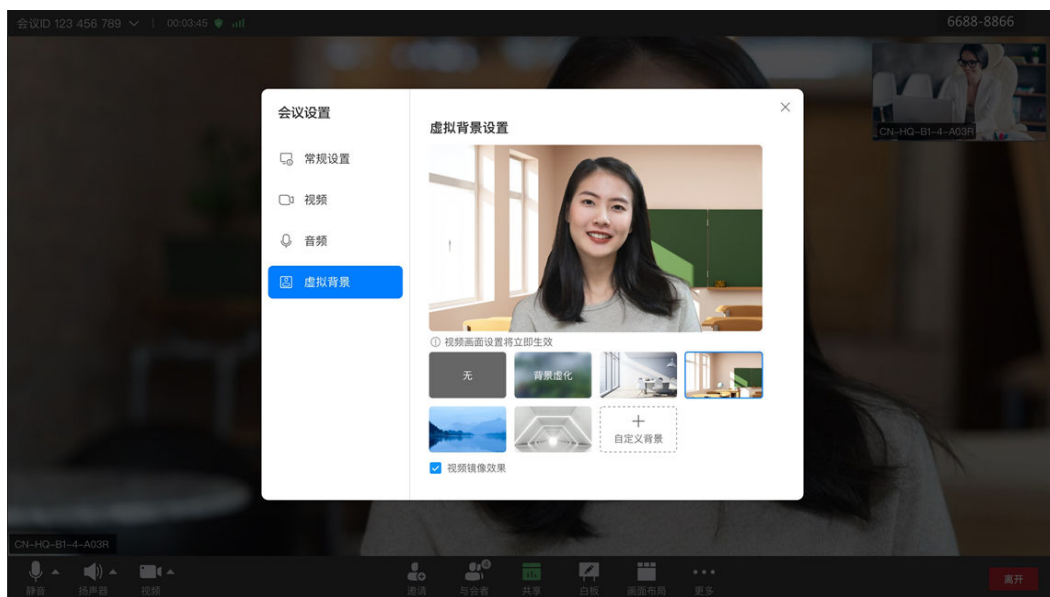 会议ID 123 456 789
00:03:45
6688-8866
CN-HQ-B1-4-A03R
会议设置
常规设置
视频
音频
虚拟背景
虚拟背景设置
视频画面设置将立即生效
无
背景虚化
自定义背景
视频镜像效果
CN-HQ-B1-4-A03R
静音
扬声器
视频
邀请
4
与会者
共享
白板
画面布局
更多
离开